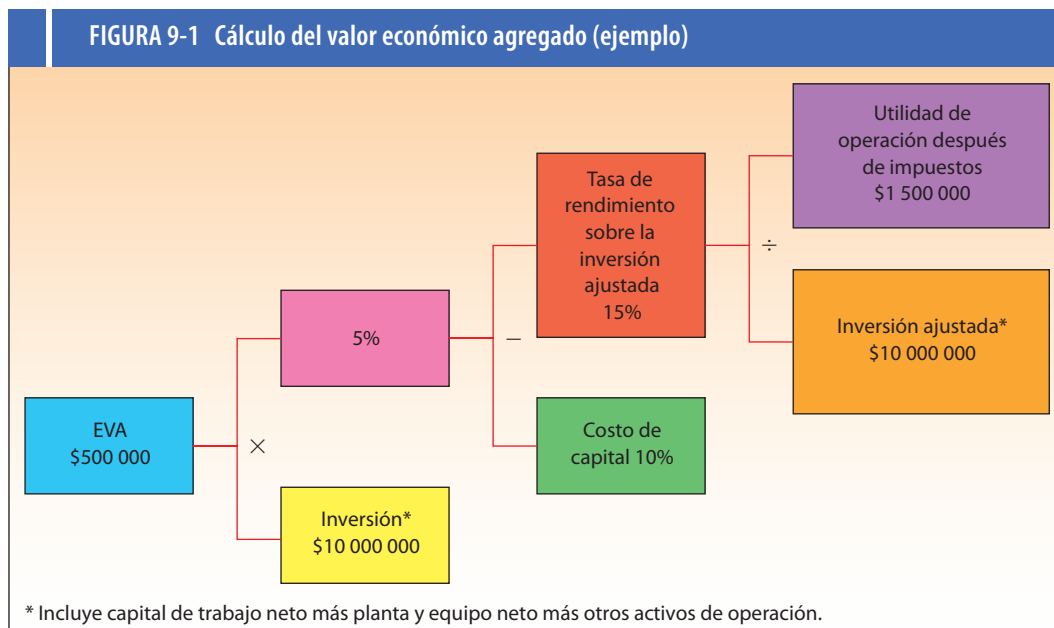 FIGURA 9-1 Cálculo del valor económico agregado (ejemplo)
Utilidad de
operación después
de impuestos
$1 500 000
Tasa de
rendimiento
sobre la
inversión
ajustada
15%
÷
Inversión ajustada*
$10 000 000
5%
−
Costo de
capital 10%
EVA
$500 000
×
Inversión*
$10 000 000
* Incluye capital de trabajo neto más planta y equipo neto más otros activos de operación.